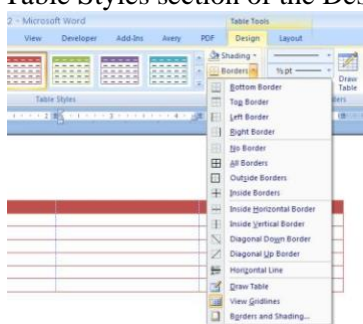 Table Styles section of the Des
2 - Microsoft Word
Table Tools
View Developer Add-Ins Avery PDF Design Layout
Shading
Borders
½ pt
Draw Table
Table Styles
Bottom Border
Top Border
Left Border
Right Border
No Border
All Borders
Outside Borders
Inside Borders
Inside Horizontal Border
Inside Vertical Border
Diagonal Down Border
Diagonal Up Border
Horizontal Line
Draw Table
View Gridlines
Borders and Shading...